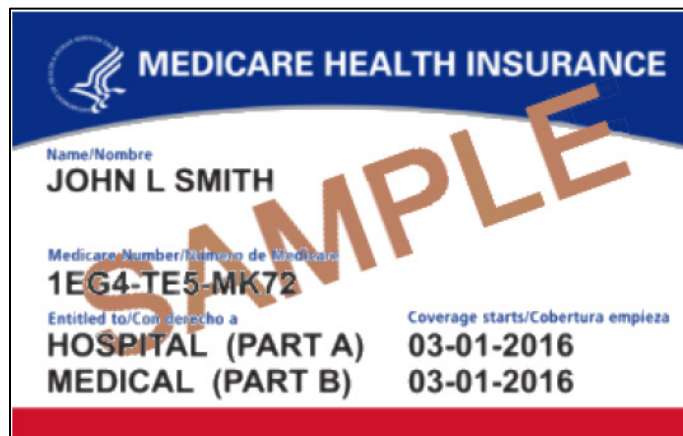 MEDICARE HEALTH INSURANCE
Name/Nombre
JOHN L SMITH
Medicare Number/Número de Medicare
1EG4-TE5-MK72
Entitled to/Con derecho a Coverage starts/Cobertura empieza
HOSPITAL (PART A) 03-01-2016
MEDICAL (PART B) 03-01-2016
SAMPLE